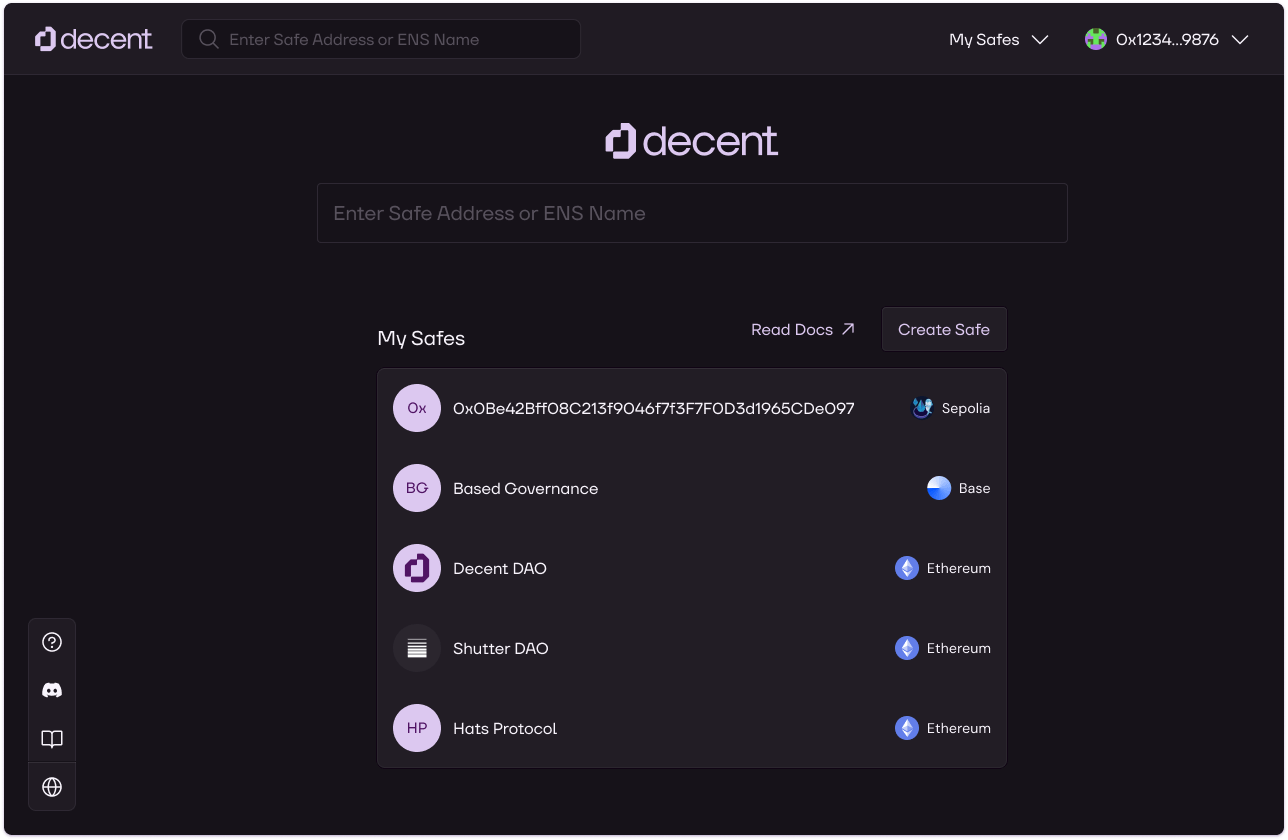 decent
Enter Safe Address or ENS Name
My Safes
0x1234...9876
decent
Enter Safe Address or ENS Name
My Safes
Read Docs
Create Safe
0x
0x0Be42Bff08C213f9046f7f3F7F0D3d1965CDe097
Sepolia
BG
Based Governance
Base
Decent DAO
Ethereum
Shutter DAO
Ethereum
HP
Hats Protocol
Ethereum